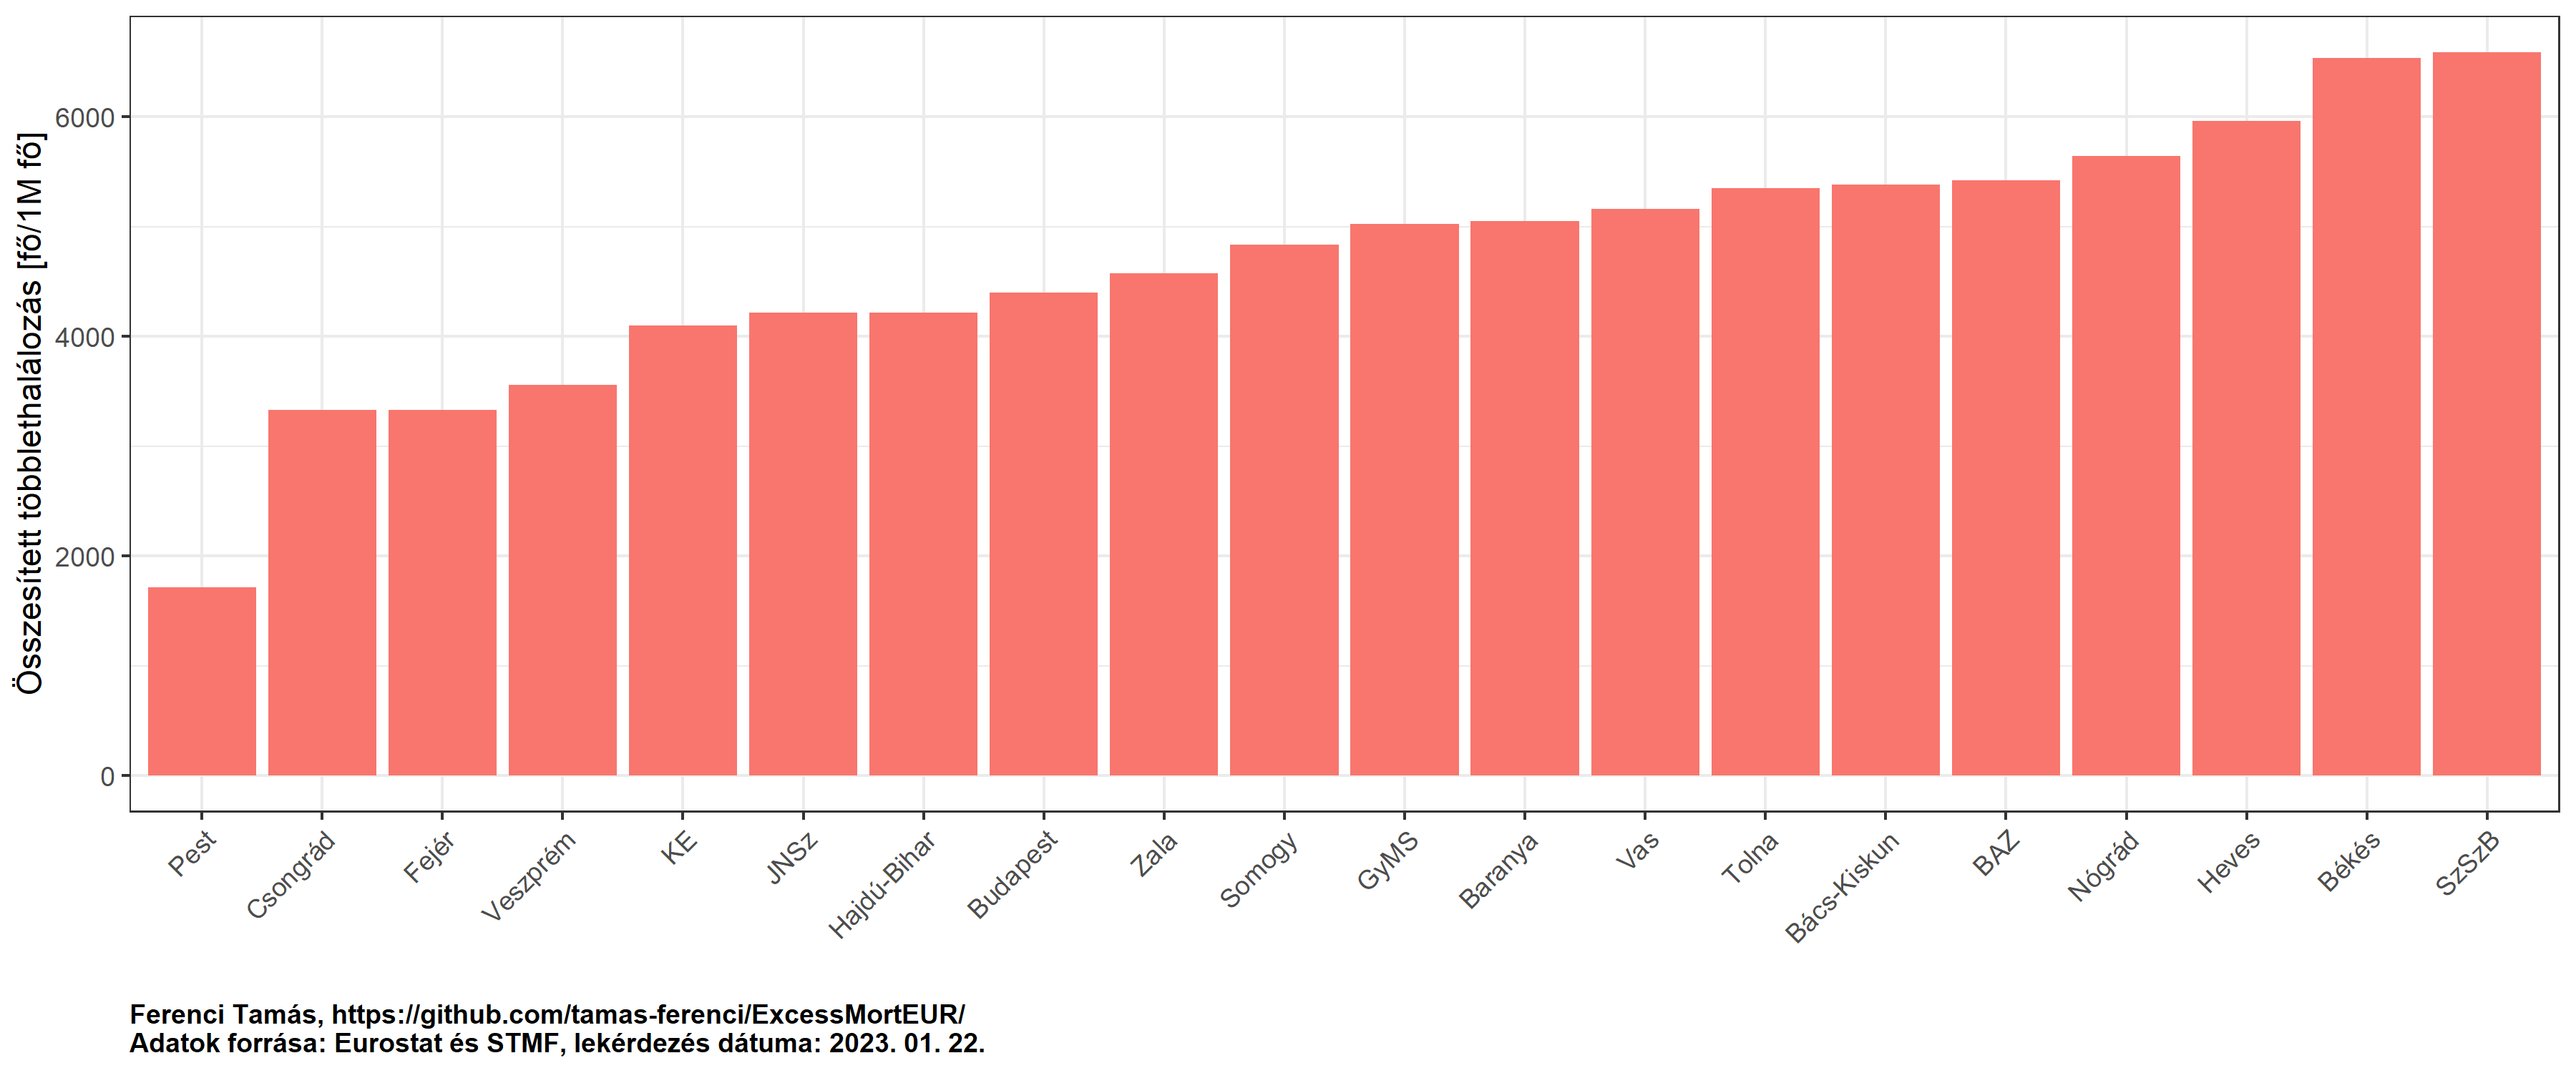 Összesített többlethalálozás [fő/1M fő]
6000
4000
2000
0
Pest
Csongrád
Fejér
Veszprém
KE
JNSz
Hajdú-Bihar
Budapest
Zala
Somogy
GyMS
Baranya
Vas
Tolna
Bács-Kiskun
BAZ
Nógrád
Heves
Békés
SzSzB
Ferenci Tamás, https://github.com/tamas-ferenci/ExcessMortEUR/
Adatok forrása: Eurostat és STMF, lekérdezés dátuma: 2023. 01. 22.